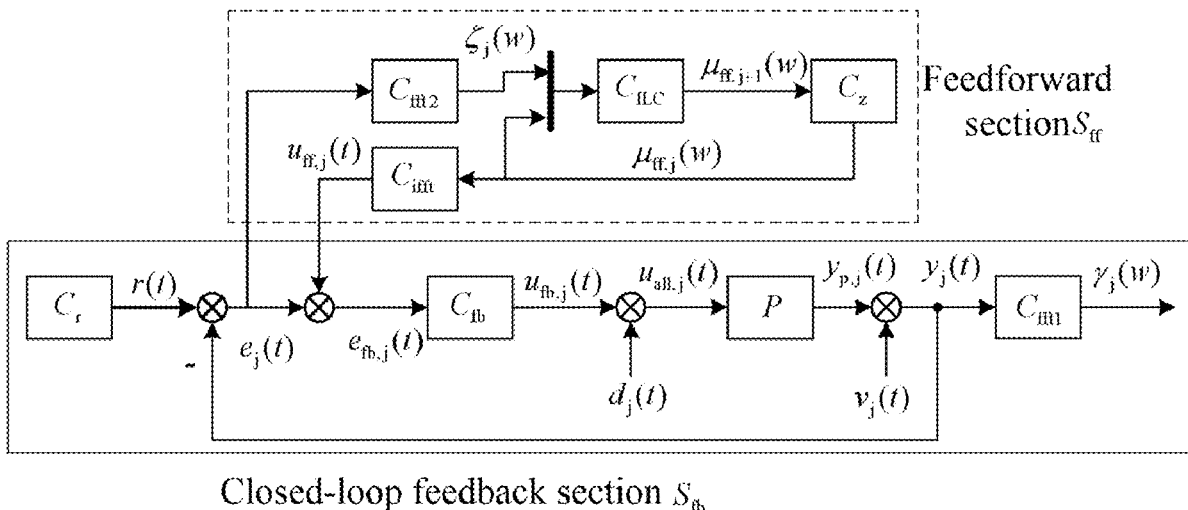 ζj(w)
Cfft2
CfLC
μff,j+1(w)
Cz
Feedforward
section Sff
uff,j(t)
Cifft
μff,j(w)
Cr
r(t)
ej(t)
-
efb,j(t)
Cfb
ufb,j(t)
uall,j(t)
dj(t)
P
yp,j(t)
yj(t)
vj(t)
Cfft1
γj(w)
Closed-loop feedback section Sfb